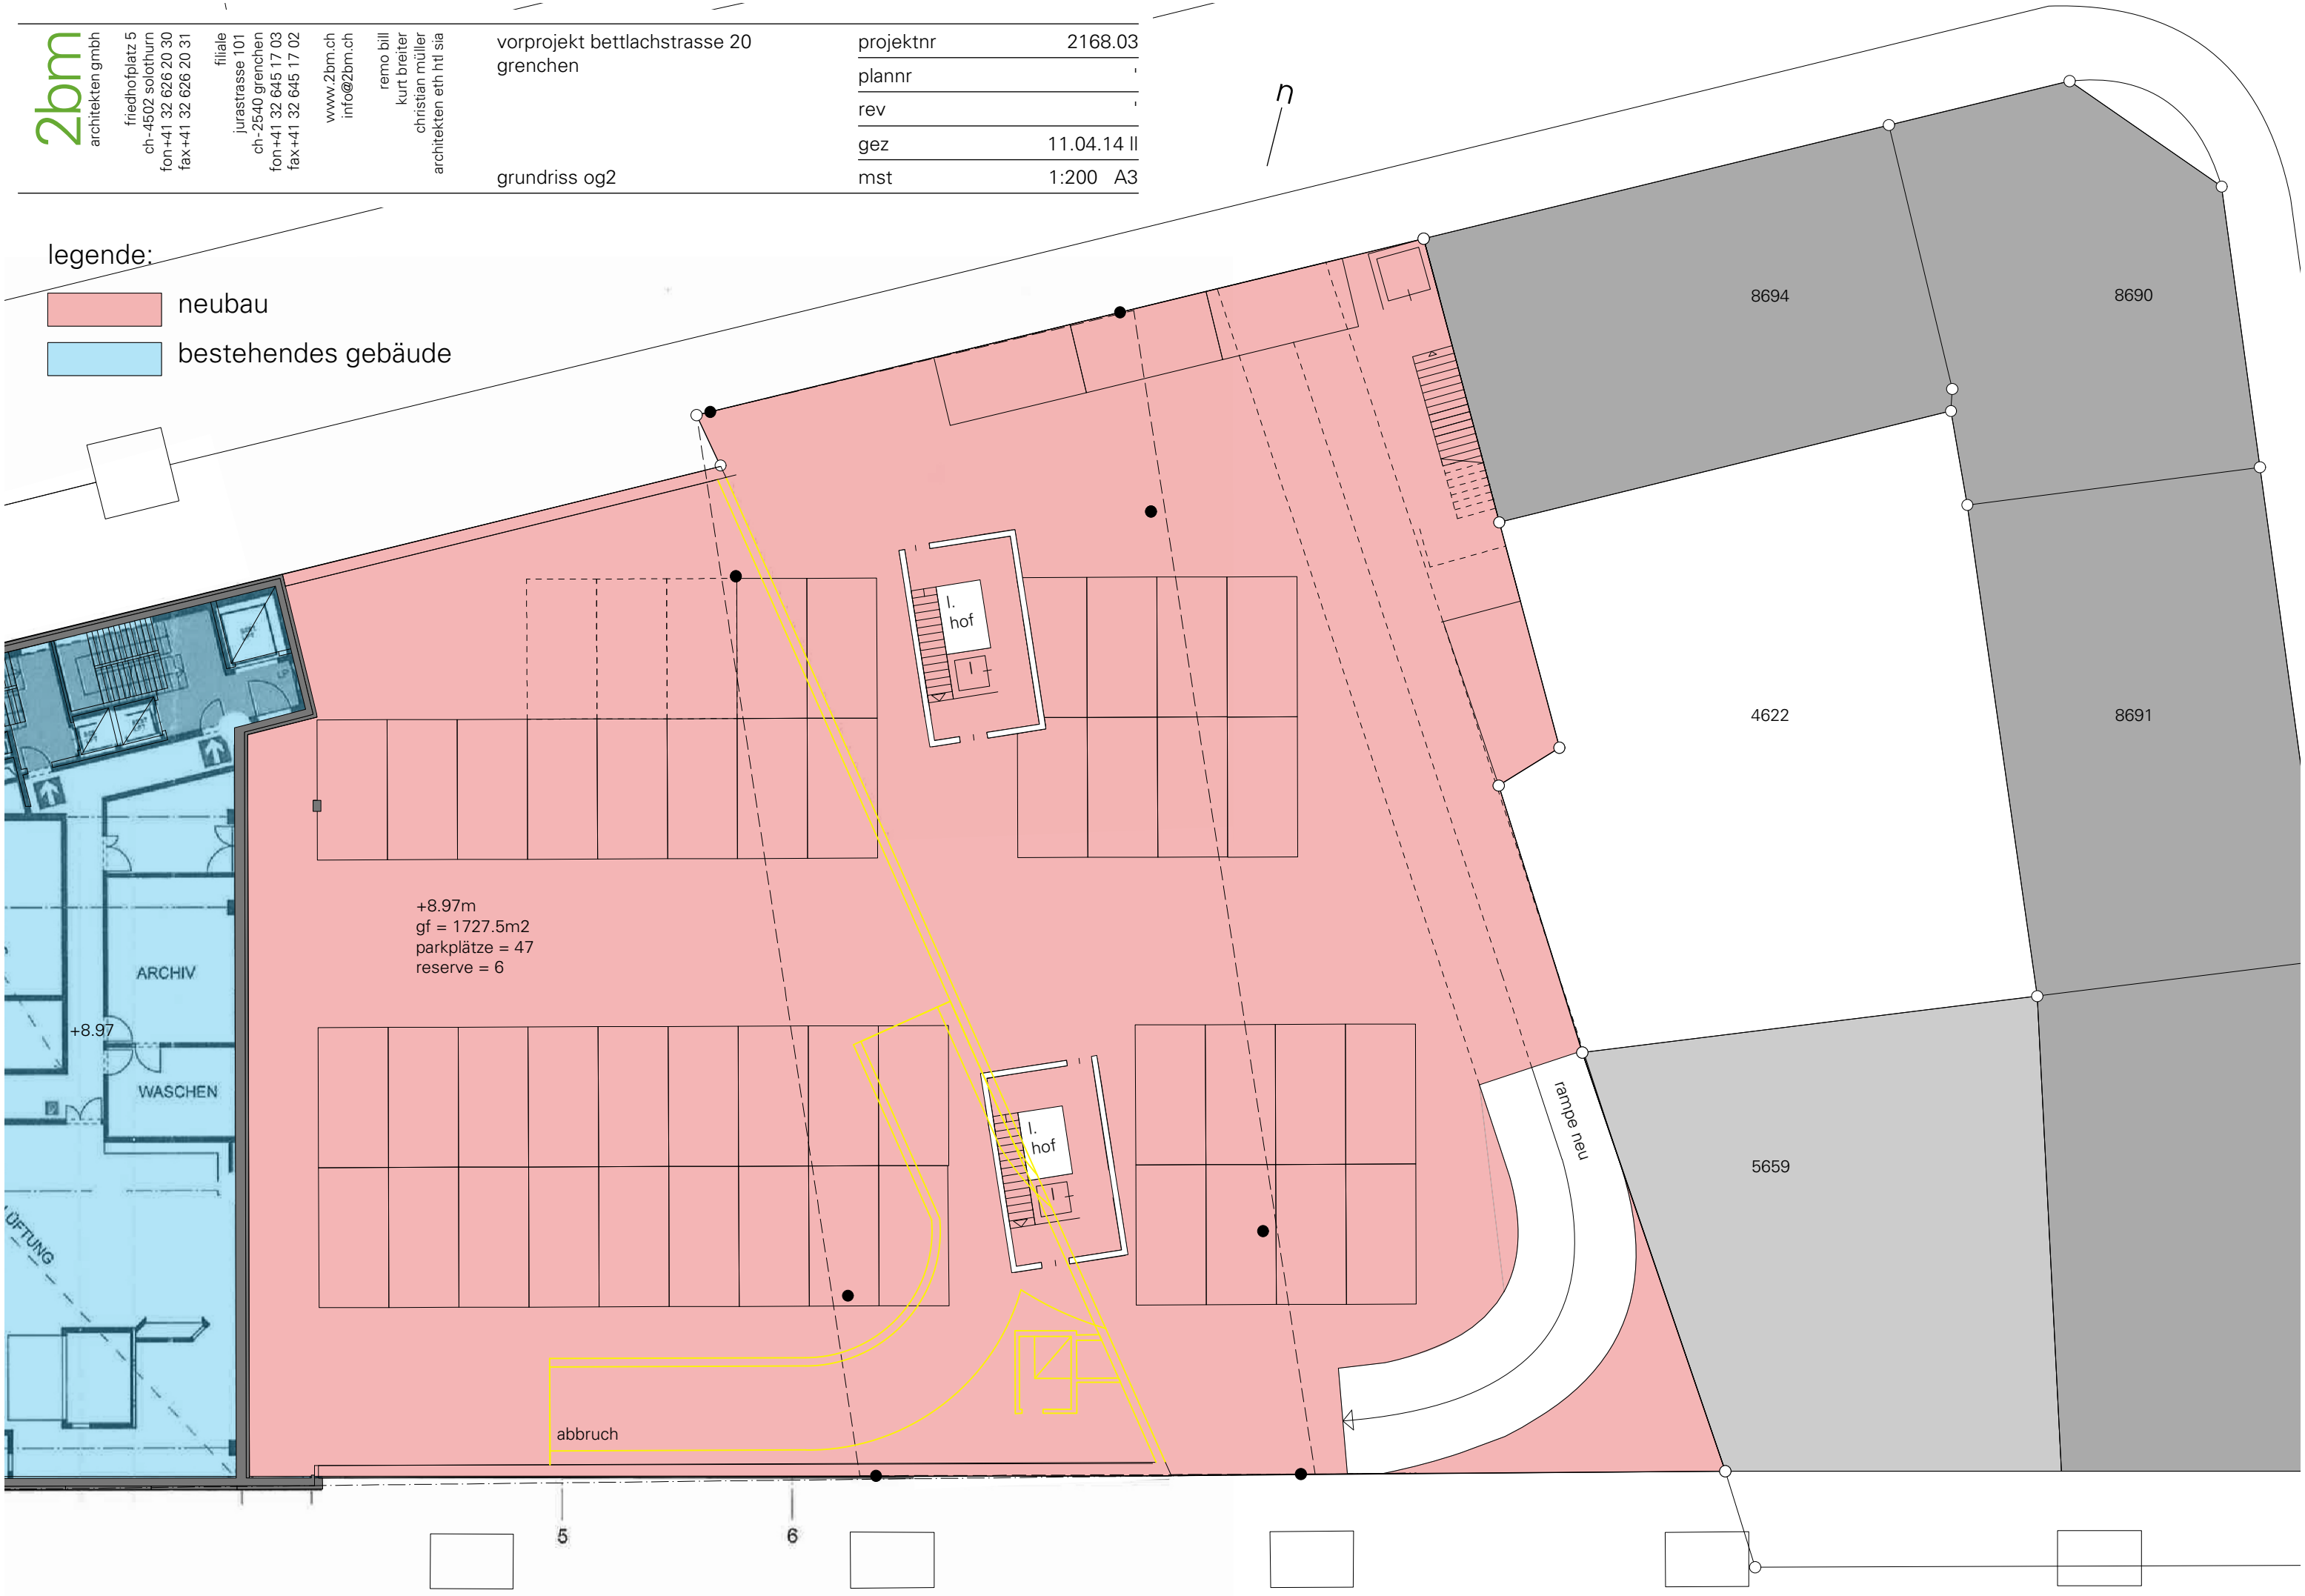 2bm
architekten gmbh
friedhofplatz 5
ch-4502 solothurn
fon+41 32 626 20 30
fax+41 32 626 20 31
filiale
jurastrasse 101
ch-2540 grenchen
fon+41 32 645 17 03
fax+41 32 645 17 02
www.2bm.ch
info@2bm.ch
remo bill
kurt breiter
christian müller
architekten eth htl sia
vorprojekt bettlachstrasse 20
grenchen
grundriss og2
projektnr 2168.03
plannr '
rev '
gez 11.04.14 ll
mst 1:200 A3
n
legende:
neubau
bestehendes gebäude
8694
8690
l.
hof
4622
8691
+8.97m
gf = 1727.5m2
parkplätze = 47
reserve = 6
ARCHIV
+8.97
WASCHEN
l.
hof
rampe neu
5659
LÜFTUNG
abbruch
5
6